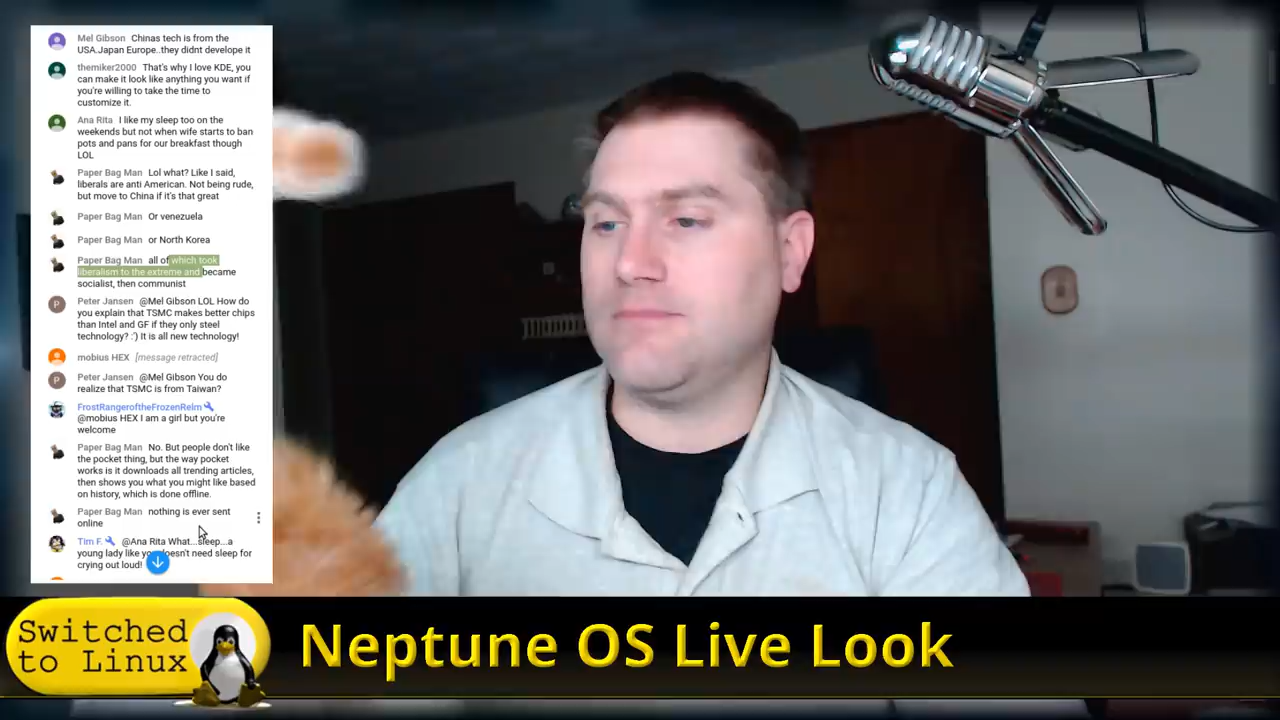 Mel Gibson Chinas tech is from the
USA.Japan Europe..they didnt develope it
themiker2000 That's why I love KDE, you
can make it look like anything you want if
you're willing to take the time to
customize it.
Ana Rita I like my sleep too on the
weekends but not when wife starts to ban
pots and pans for our breakfast though
LOL
Paper Bag Man Lol what? Like I said,
liberals are anti American. Not being rude,
but move to China if it's that great
Paper Bag Man Or venezuela
Paper Bag Man or North Korea
Paper Bag Man all of which took
liberalism to the extreme and became
socialist, then communist
P
Peter Jansen @Mel Gibson LOL How do
you explain that TSMC makes better chips
than Intel and GF if they only steel
technology? :') It is all new technology!
mobius HEX [message retracted]
P
Peter Jansen @Mel Gibson You do
realize that TSMC is from Taiwan?
FrostRangeroftheFrozenRelm
@mobius HEX I am a girl but you're
welcome
Paper Bag Man No. But people don't like
the pocket thing, but the way pocket
works is it downloads all trending articles,
then shows you what you might like based
on history, which is done offline.
Paper Bag Man nothing is ever sent
online
Tim F. @Ana Rita What...sleep...a
young lady like you doesn't need sleep for
crying out loud!
Switched
to Linux
Neptune OS Live Look